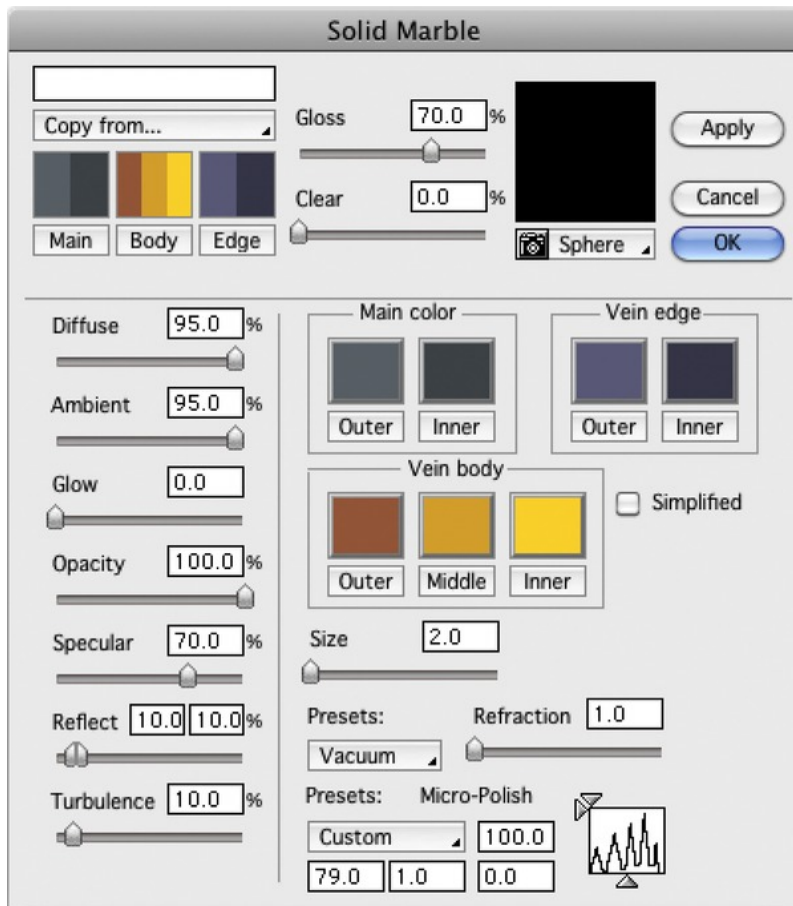 Solid Marble
Copy from...
Main Body Edge
Gloss 70.0 %
Clear 0.0 %
Sphere
Apply
Cancel
OK
Diffuse 95.0 %
Ambient 95.0 %
Glow 0.0
Opacity 100.0 %
Specular 70.0 %
Reflect 10.0 10.0 %
Turbulence 10.0 %
Main color
Outer Inner
Vein edge
Outer Inner
Vein body
Outer Middle Inner
Simplified
Size 2.0
Presets:
Vacuum
Refraction 1.0
Presets: Micro-Polish
Custom 100.0
79.0 1.0 0.0